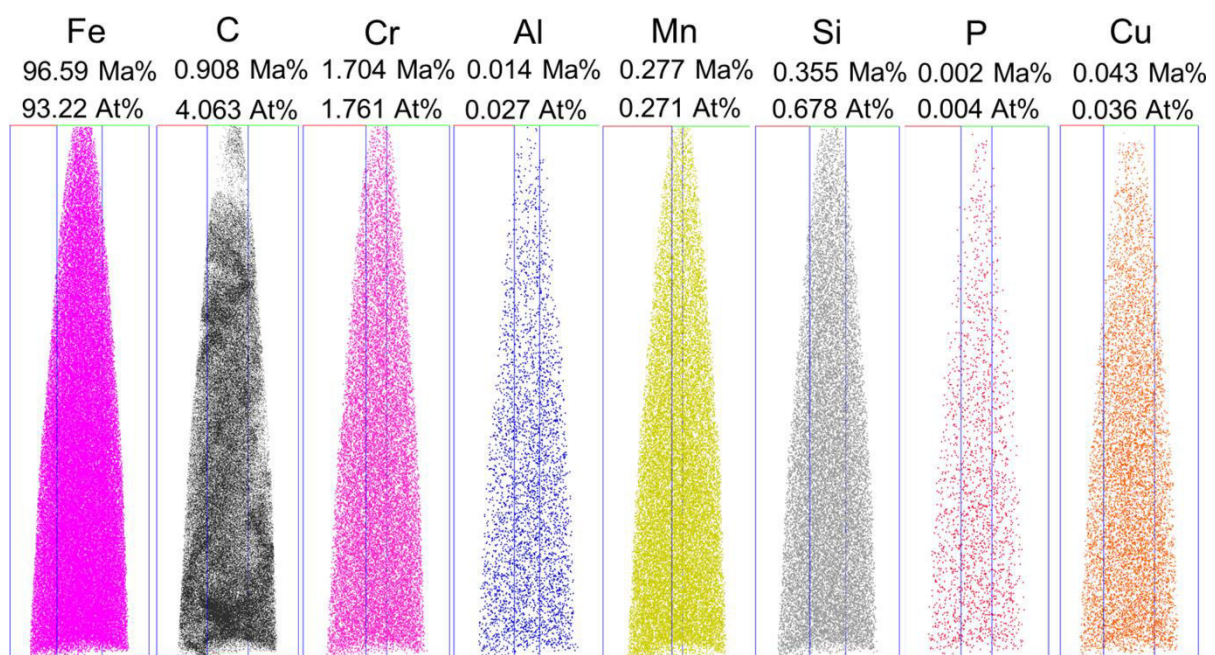 Fe C Cr Al Mn Si P Cu
96.59 Ma% 0.908 Ma% 1.704 Ma% 0.014 Ma% 0.277 Ma% 0.355 Ma% 0.002 Ma% 0.043 Ma%
93.22 At% 4.063 At% 1.761 At% 0.027 At% 0.271 At% 0.678 At% 0.004 At% 0.036 At%